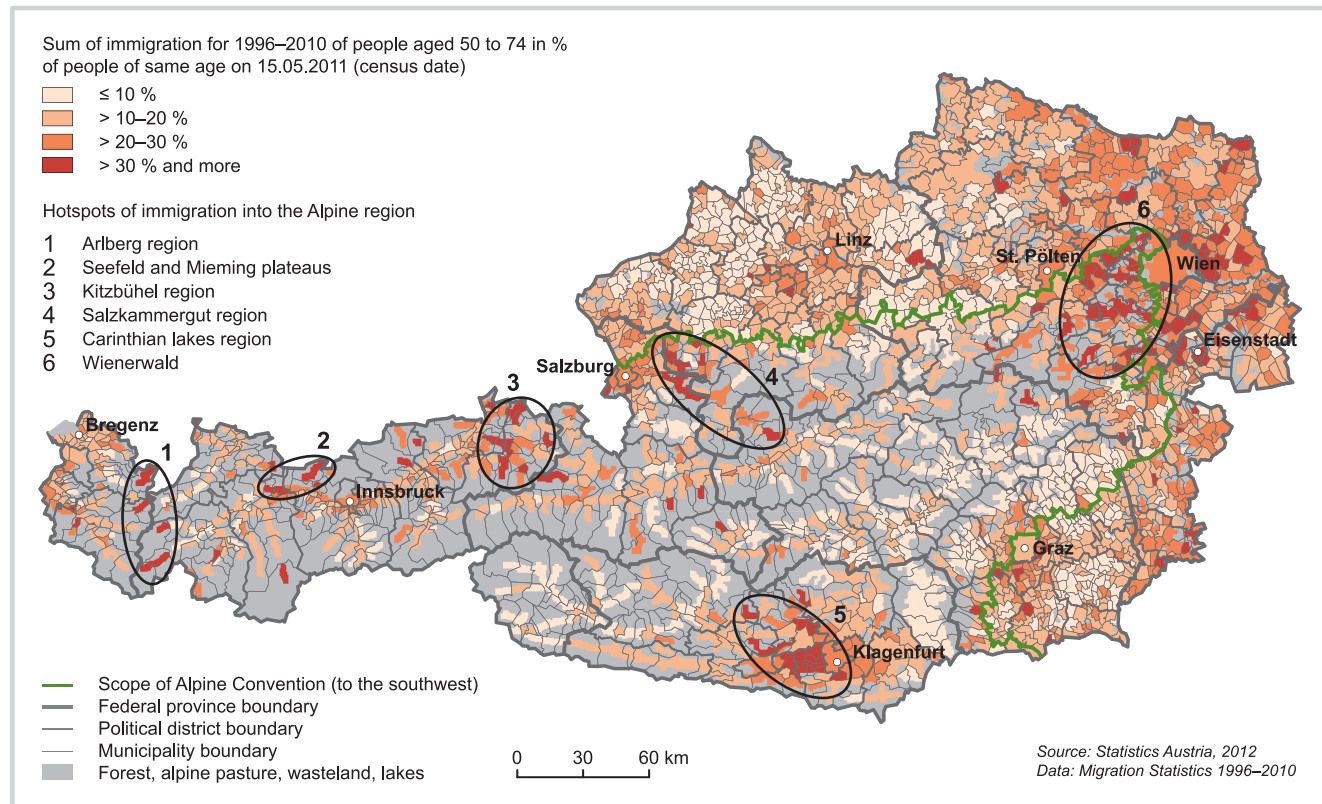 Sum of immigration for 1996–2010 of people aged 50 to 74 in %
of people of same age on 15.05.2011 (census date)
≤ 10 %
> 10–20 %
> 20–30 %
> 30 % and more
Hotspots of immigration into the Alpine region
1 Arlberg region
2 Seefeld and Mieming plateaus
3 Kitzbühel region
4 Salzkammergut region
5 Carinthian lakes region
6 Wienerwald
6
Linz
St. Pölten
Wien
Eisenstadt
Salzburg
4
3
Bregenz
1
2
Innsbruck
Graz
5
Klagenfurt
Scope of Alpine Convention (to the southwest)
Federal province boundary
Political district boundary
Municipality boundary
Forest, alpine pasture, wasteland, lakes
0 30 60 km
Source: Statistics Austria, 2012
Data: Migration Statistics 1996–2010